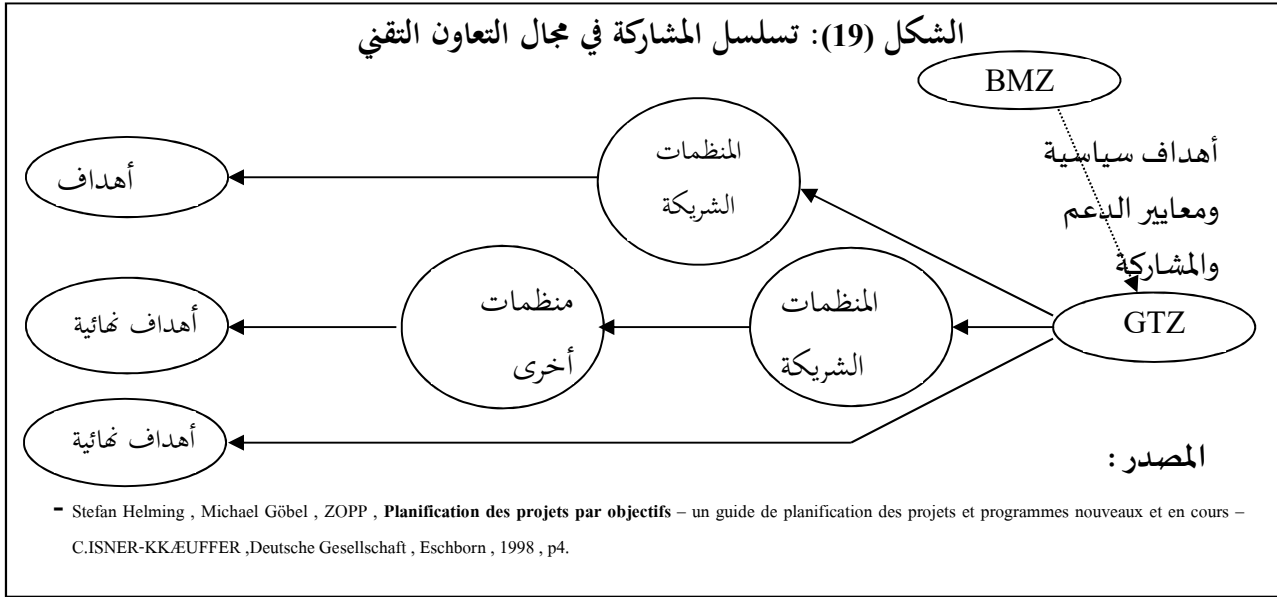 الشكل (19): تسلسل المشاركة في مجال التعاون التقني
BMZ
أهداف سياسية
ومعايير الدعم
والمشاركة
المنظمات
الشريكة
أهداف
GTZ
المنظمات
الشريكة
منظمات
أخرى
أهداف نهائية
أهداف نهائية
المصدر :
- Stefan Helming , Michael Göbel , ZOPP , Planification des projets par objectifs – un guide de planification des projets et programmes nouveaux et en cours –
C.ISNER-KKÆUFFER ,Deutsche Gesellschaft , Eschborn , 1998 , p4.